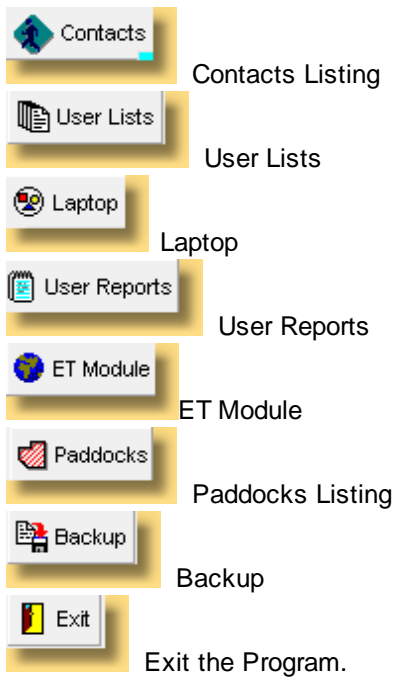 Contacts
Contacts Listing
User Lists
User Lists
Laptop
Laptop
User Reports
User Reports
ET Module
ET Module
Paddocks
Paddocks Listing
Backup
Backup
Exit
Exit the Program.